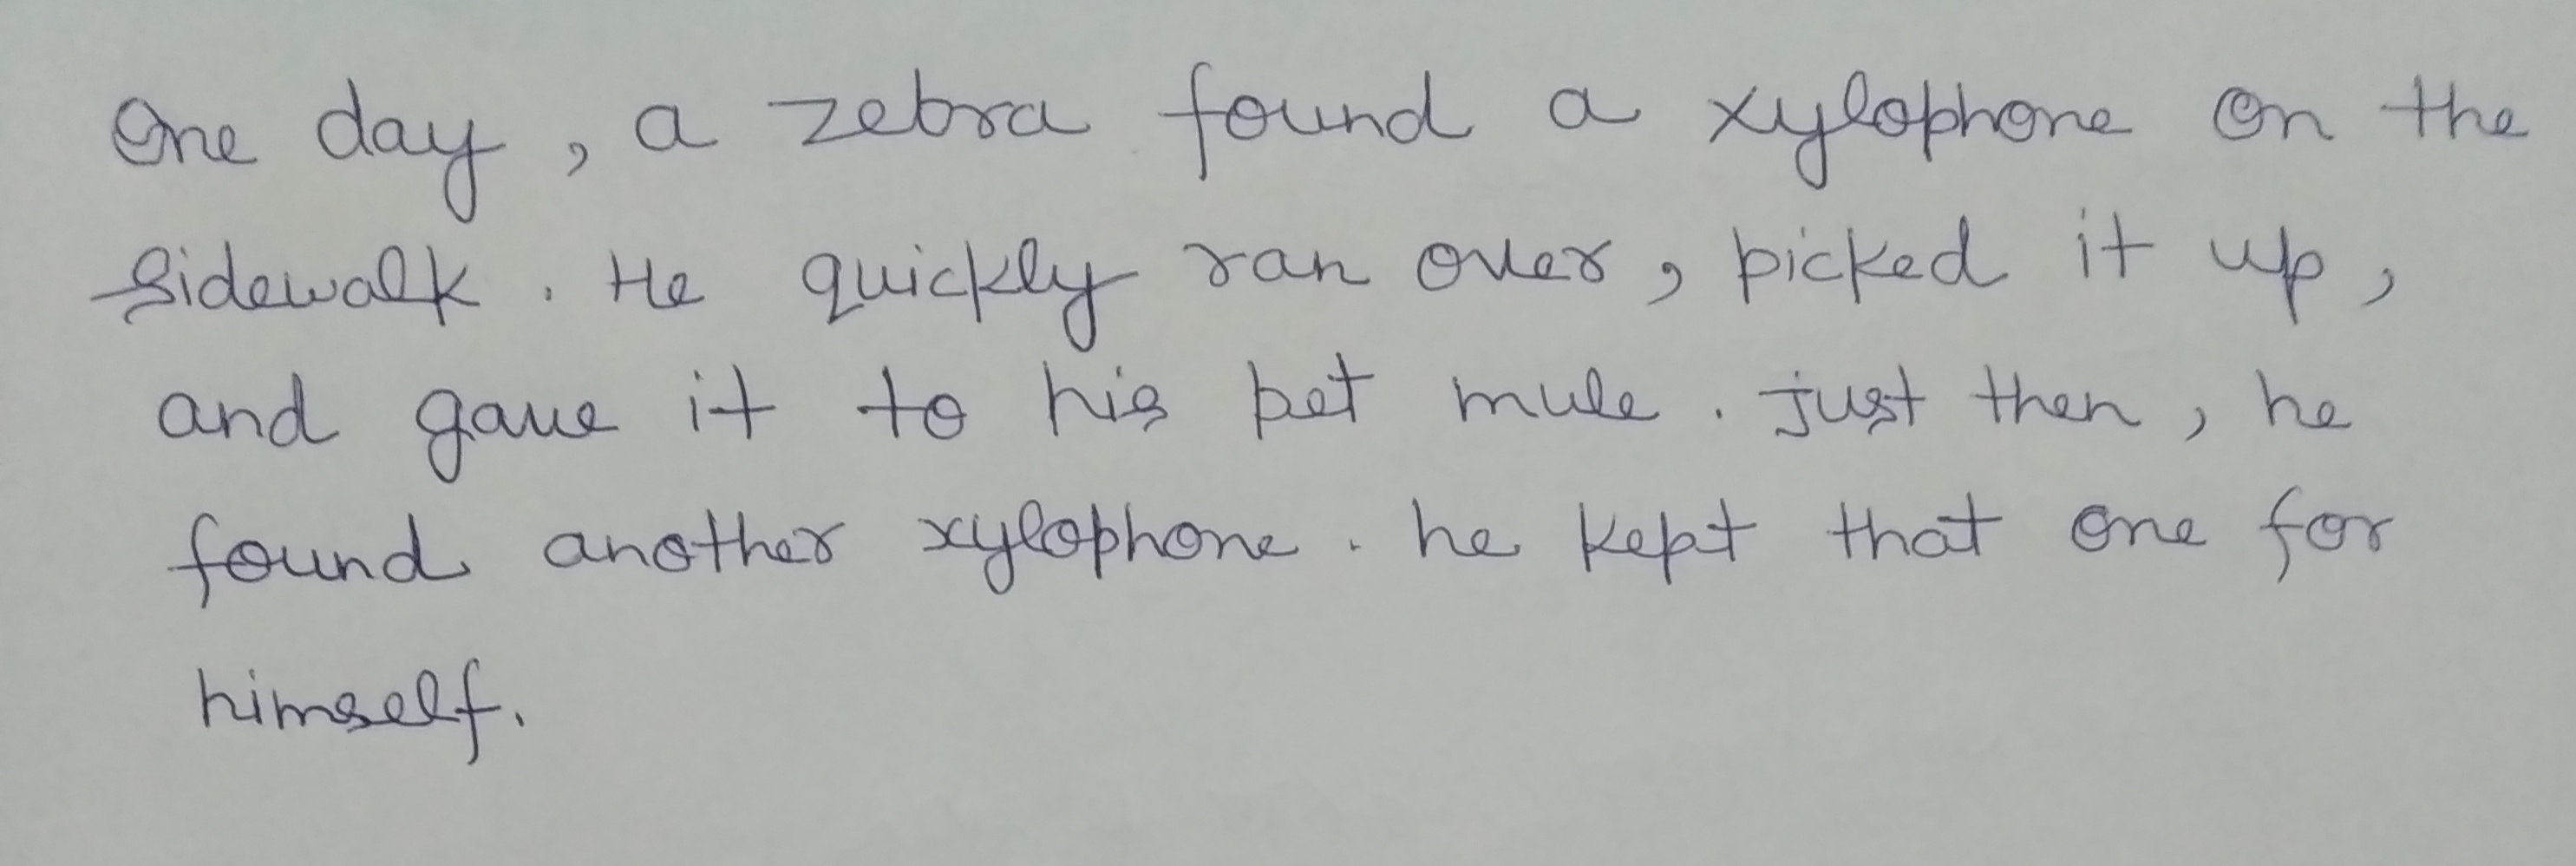 One day, a zebra found a xylophone on the
sidewalk. He quickly ran over, picked it up,
and gave it to his pet mule. Just then, he
found another xylophone. he kept that one for
himself.